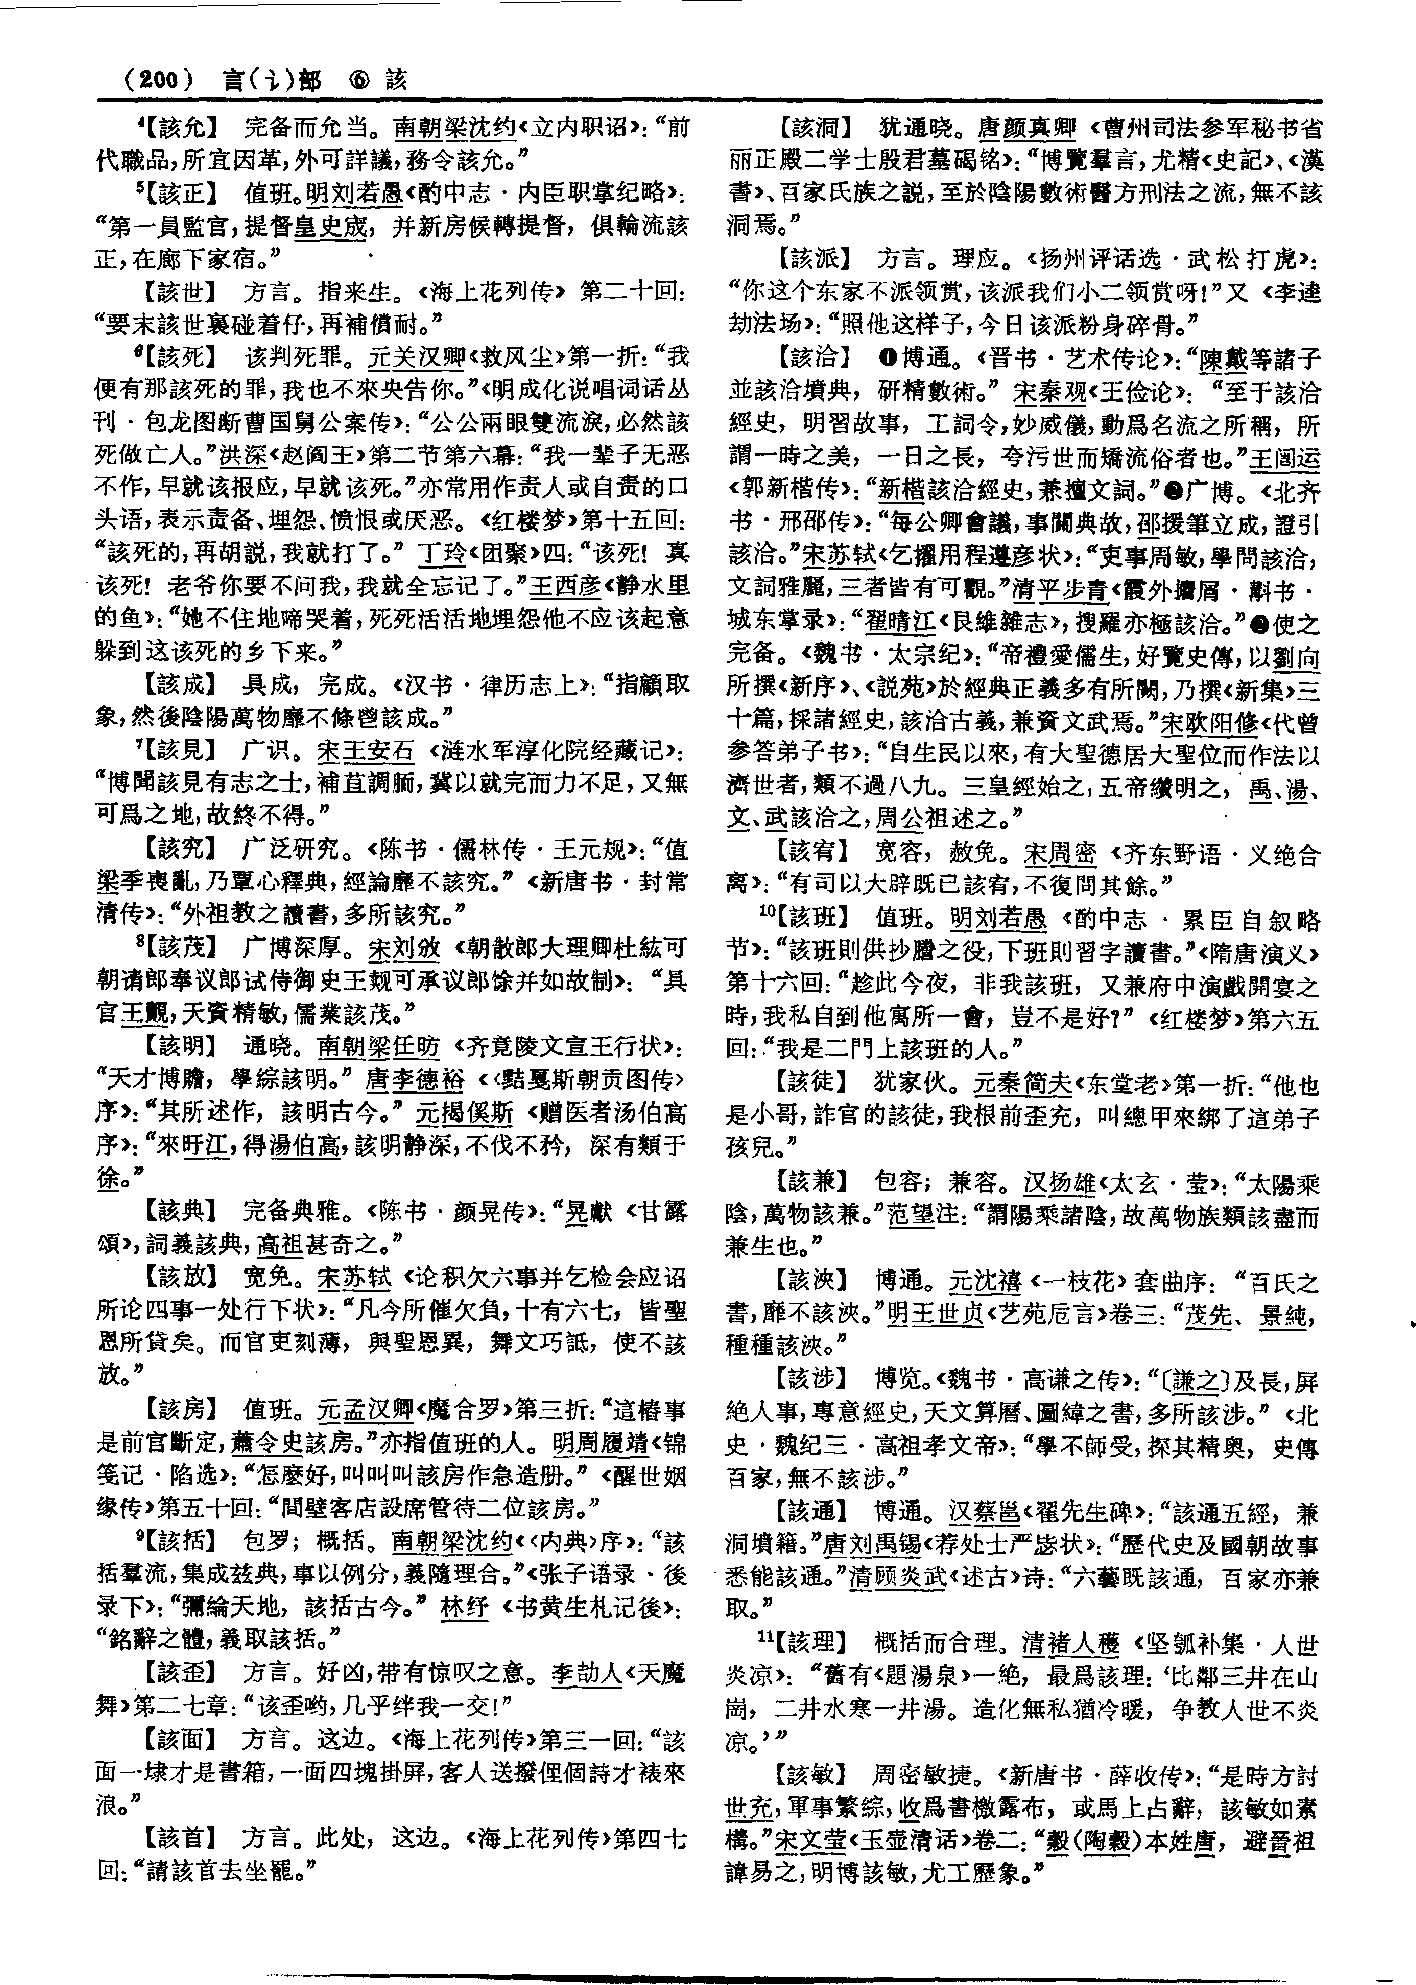 (200) 言(讠)部 ⑥ 該
⁴【該允】 完备而允当。南朝梁沈约《立内职诏》：“前
代職品，所宜因革，外可詳議，務令該允。”
⁵【該正】 值班。明刘若愚《酌中志·内臣职掌纪略》：
“第一員監官，提督皇史宬，并新房候轉提督，俱輪流該
正，在廊下家宿。”
【該世】 方言。指来生。《海上花列传》第二十回：
“要末該世裏碰着仔，再補償耐。”
⁶【該死】 该判死罪。元关汉卿《救风尘》第一折：“我
便有那該死的罪，我也不來央告你。”《明成化说唱词话丛
刊·包龙图断曹国舅公案传》：“公公兩眼雙流淚，必然該
死做亡人。”洪深《赵阎王》第二节第六幕：“我一辈子无恶
不作，早就该报应，早就该死。”亦常用作责人或自责的口
头语，表示责备、埋怨、愤恨或厌恶。《红楼梦》第十五回：
“該死的，再胡説，我就打了。”丁玲《团聚》四：“该死！真
该死！老爷你要不问我，我就全忘记了。”王西彦《静水里
的鱼》：“她不住地啼哭着，死死活活地埋怨他不应该起意
躲到这该死的乡下来。”
【該成】 具成，完成。《汉书·律历志上》：“指顧取
象，然後陰陽萬物靡不條鬯該成。”
⁷【該見】 广识。宋王安石《涟水军淳化院经藏记》：
“博聞該見有志之士，補苴調胹，冀以就完而力不足，又無
可爲之地，故終不得。”
【該究】 广泛研究。《陈书·儒林传·王元规》：“值
梁季喪亂，乃覃心釋典，經論靡不該究。”《新唐书·封常
清传》：“外祖教之讀書，多所該究。”
⁸【該茂】 广博深厚。宋刘攽《朝散郎大理卿杜紘可
朝请郎奉议郎试侍御史王觌可承议郎馀并如故制》：“具
官王覿，天資精敏，儒業該茂。”
【該明】 通晓。南朝梁任昉《齐竟陵文宣王行状》：
“天才博贍，學綜該明。”唐李德裕《〈黠戛斯朝贡图传〉
序》：“其所述作，該明古今。”元揭傒斯《赠医者汤伯高
序》：“來旴江，得湯伯高，該明静深，不伐不矜，深有類于
徐。”
【該典】 完备典雅。《陈书·颜晃传》：“晃獻《甘露
頌》，詞義該典，高祖甚奇之。”
【該放】 宽免。宋苏轼《论积欠六事并乞检会应诏
所论四事一处行下状》：“凡今所催欠負，十有六七，皆聖
恩所貸矣。而官吏刻薄，與聖恩異，舞文巧詆，使不該
放。”
【該房】 值班。元孟汉卿《魔合罗》第三折：“這樁事
是前官斷定，蕭令史該房。”亦指值班的人。明周履靖《锦
笺记·陷选》：“怎麽好，叫叫叫該房作急造册。”《醒世姻
缘传》第五十回：“間壁客店設席管待二位該房。”
⁹【該括】 包罗；概括。南朝梁沈约《〈内典〉序》：“該
括羣流，集成兹典，事以例分，義隨理合。”《张子语录·後
录下》：“彌綸天地，該括古今。”林纾《书黄生札记後》：
“銘辭之體，義取該括。”
【該歪】 方言。好凶，带有惊叹之意。李劼人《天魔
舞》第二七章：“该歪哟，几乎绊我一交！”
【該面】 方言。这边。《海上花列传》第三一回：“該
面一埭才是書箱，一面四塊掛屏，客人送撥俚個詩才裱來
浪。”
【該首】 方言。此处，这边。《海上花列传》第四七
回：“請該首去坐罷。”
【該洞】 犹通晓。唐颜真卿《曹州司法参军秘书省
丽正殿二学士殷君墓碣铭》：“博覽羣言，尤精《史記》、《漢
書》、百家氏族之説，至於陰陽數術醫方刑法之流，無不該
洞焉。”
【該派】 方言。理应。《扬州评话选·武松打虎》：
“你这个东家不派领赏，该派我们小二领赏呀！”又《李逵
劫法场》：“照他这样子，今日该派粉身碎骨。”
【該洽】 ❶博通。《晋书·艺术传论》：“陳戴等諸子
並該洽墳典，研精數術。”宋秦观《王俭论》：“至于該洽
經史，明習故事，工詞令，妙威儀，動爲名流之所稱，所
謂一時之美，一日之長，夸污世而矯流俗者也。”王闿运
《郭新楷传》：“新楷該洽經史，兼擅文詞。”❷广博。《北齐
书·邢邵传》：“每公卿會議，事關典故，邵援筆立成，證引
該洽。”宋苏轼《乞擢用程遵彦状》：“吏事周敏，學問該洽，
文詞雅麗，三者皆有可觀。”清平步青《霞外攟屑·斠书·
城东掌录》：“翟晴江《艮維雜志》，搜羅亦極該洽。”❸使之
完备。《魏书·太宗纪》：“帝禮愛儒生，好覽史傳，以劉向
所撰《新序》、《説苑》於經典正義多有所闕，乃撰《新集》三
十篇，採諸經史，該洽古義，兼資文武焉。”宋欧阳修《代曾
参答弟子书》：“自生民以來，有大聖德居大聖位而作法以
濟世者，類不過八九。三皇經始之，五帝纘明之，禹、湯、
文、武該洽之，周公祖述之。”
【該宥】 宽容，赦免。宋周密《齐东野语·义绝合
离》：“有司以大辟既已該宥，不復問其餘。”
¹⁰【該班】 值班。明刘若愚《酌中志·累臣自叙略
节》：“該班則供抄謄之役，下班則習字讀書。”《隋唐演义》
第十六回：“趁此今夜，非我該班，又兼府中演戲開宴之
時，我私自到他寓所一會，豈不是好？”《红楼梦》第六五
回：“我是二門上該班的人。”
【該徒】 犹家伙。元秦简夫《东堂老》第一折：“他也
是小哥，詐官的該徒，我根前歪充，叫總甲來綁了這弟子
孩兒。”
【該兼】 包容；兼容。汉扬雄《太玄·莹》：“太陽乘
陰，萬物該兼。”范望注：“謂陽乘諸陰，故萬物族類該盡而
兼生也。”
【該浹】 博通。元沈禧《一枝花》套曲序：“百氏之
書，靡不該浹。”明王世贞《艺苑卮言》卷三：“茂先、景純，
種種該浹。”
【該涉】 博览。《魏书·高谦之传》：“〔謙之〕及長，屏
絶人事，專意經史，天文算曆、圖緯之書，多所該涉。”《北
史·魏纪三·高祖孝文帝》：“學不師受，探其精奥，史傳
百家，無不該涉。”
【該通】 博通。汉蔡邕《翟先生碑》：“該通五經，兼
洞墳籍。”唐刘禹锡《荐处士严毖状》：“歷代史及國朝故事
悉能該通。”清顾炎武《述古》诗：“六藝既該通，百家亦兼
取。”
¹¹【該理】 概括而合理。清褚人穫《坚瓠补集·人世
炎凉》：“舊有《題湯泉》一絶，最爲該理：‘比鄰三井在山
崗，二井水寒一井湯。造化無私猶冷暖，争教人世不炎
凉。’”
【該敏】 周密敏捷。《新唐书·薛收传》：“是時方討
世充，軍事繁綜，收爲書檄露布，或馬上占辭，該敏如素
構。”宋文莹《玉壶清话》卷二：“穀（陶穀）本姓唐，避晉祖
諱易之，明博該敏，尤工歷象。”